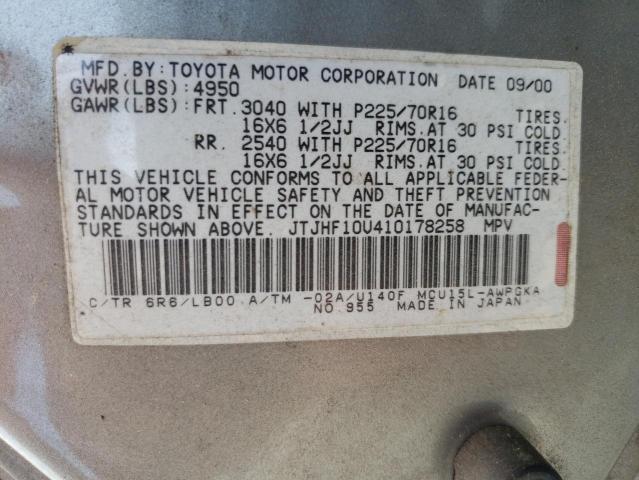 MFD.BY:TOYOTA MOTOR CORPORATION DATE 09/00
GVWR(LBS):4950
GAWR(LBS):FRT.3040 WITH P225/70R16 TIRES.
16X6 1/2JJ RIMS.AT 30 PSI COLD
RR. 2540 WITH P225/70R16 TIRES.
16X6 1/2JJ RIMS.AT 30 PSI COLD
THIS VEHICLE CONFORMS TO ALL APPLICABLE FEDER-
AL MOTOR VEHICLE SAFETY AND THEFT PREVENTION
STANDARDS IN EFFECT ON THE DATE OF MANUFAC-
TURE SHOWN ABOVE. JTJHF10U410178258 MPV
C/TR 6R6/LB00 A/TM -02A/U140F MCU15L-AWPGKA
NO.955 MADE IN JAPAN